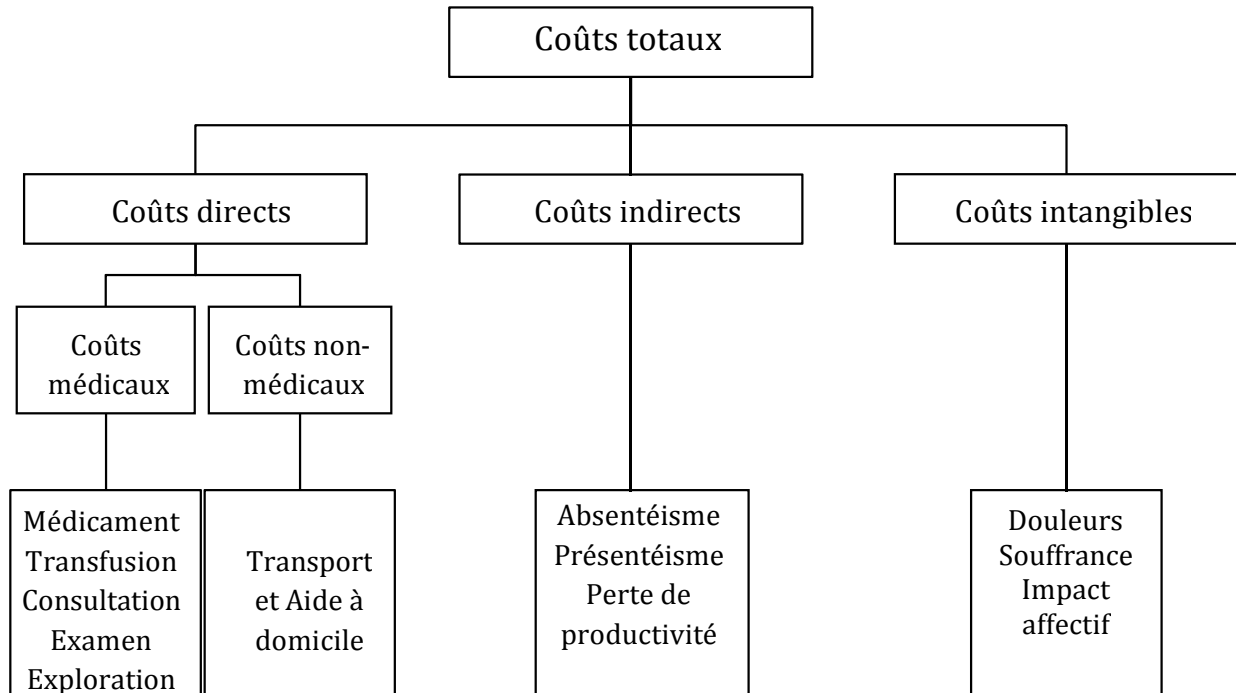 Coûts totaux
Coûts directs
Coûts indirects
Coûts intangibles
Coûts
médicaux
Coûts non-
médicaux
Médicament
Transfusion
Consultation
Examen
Exploration
Transport
et Aide à
domicile
Absentéisme
Présentéisme
Perte de
productivité
Douleurs
Souffrance
Impact
affectif